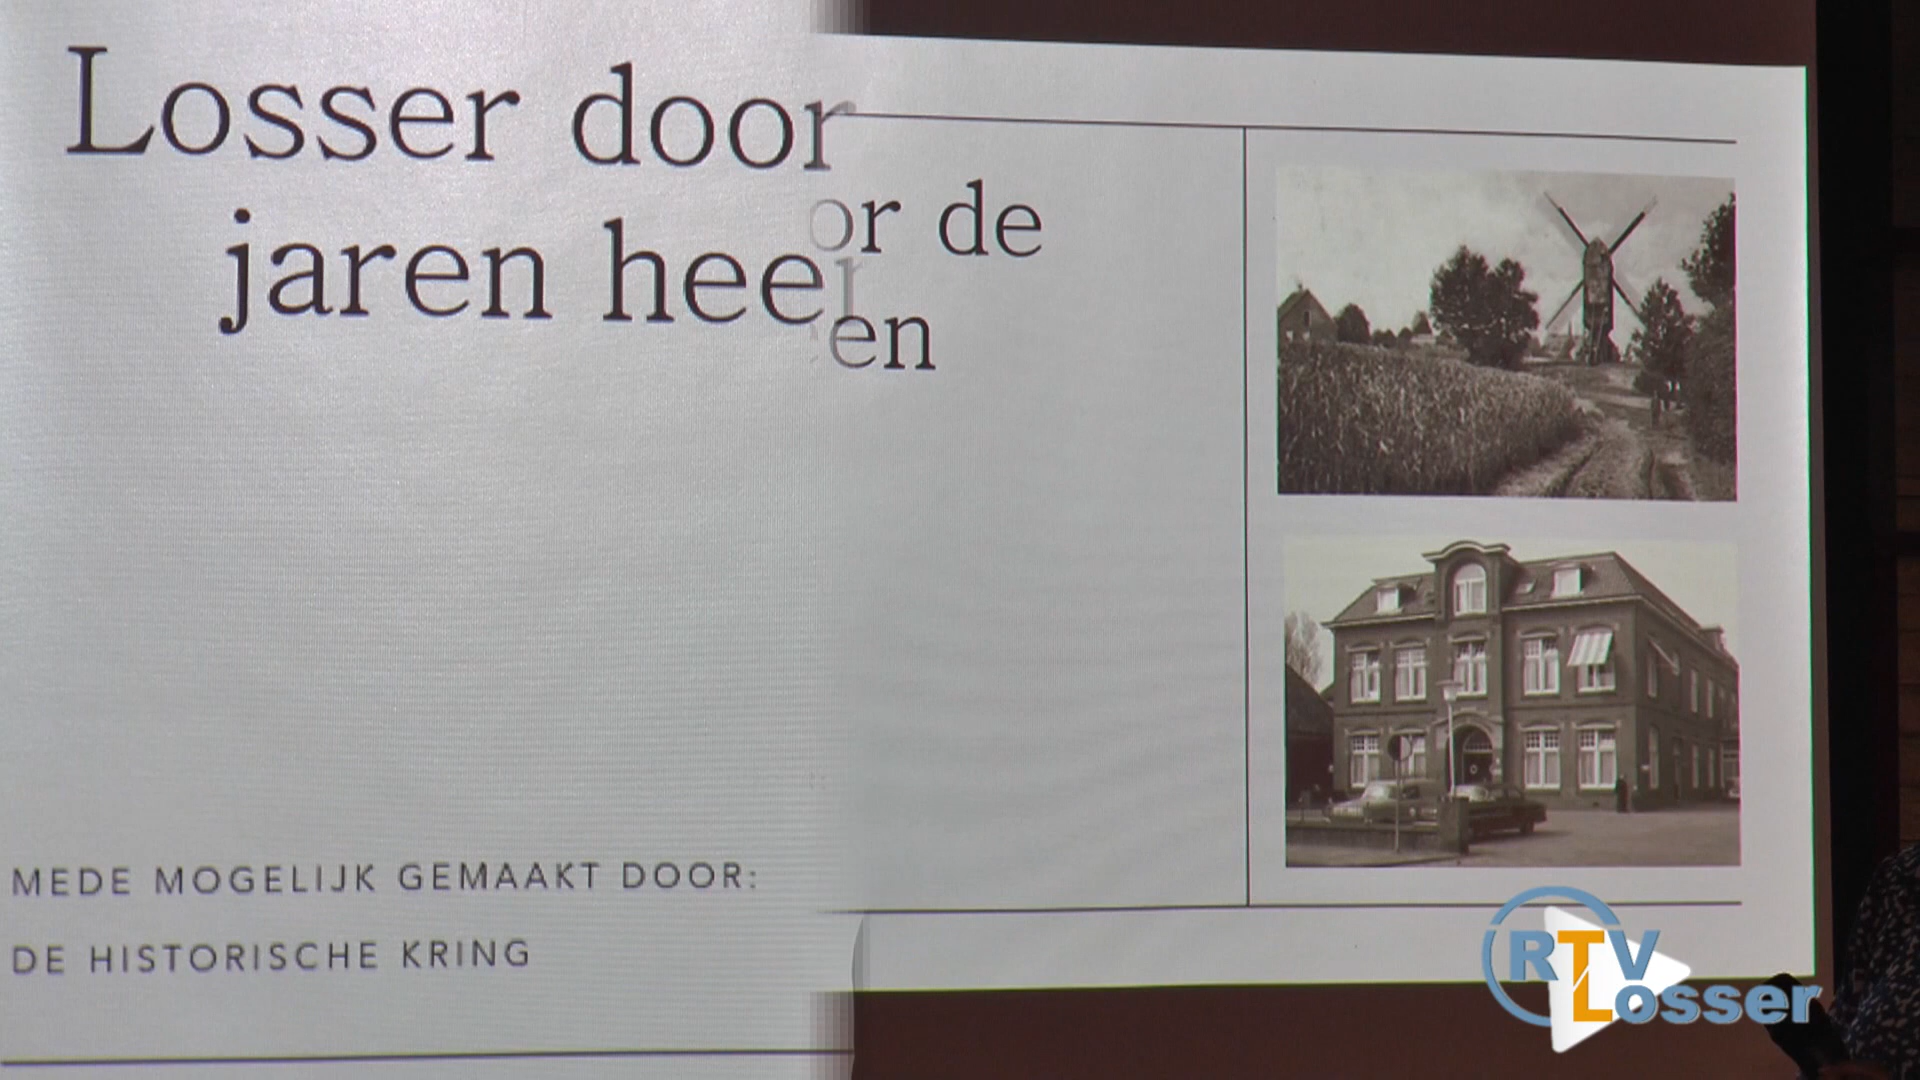 Losser door
or de
jaren heer
en
MEDE MOGELIJK GEMAAKT DOOR:
DE HISTORISCHE KRING
RTV
Losser